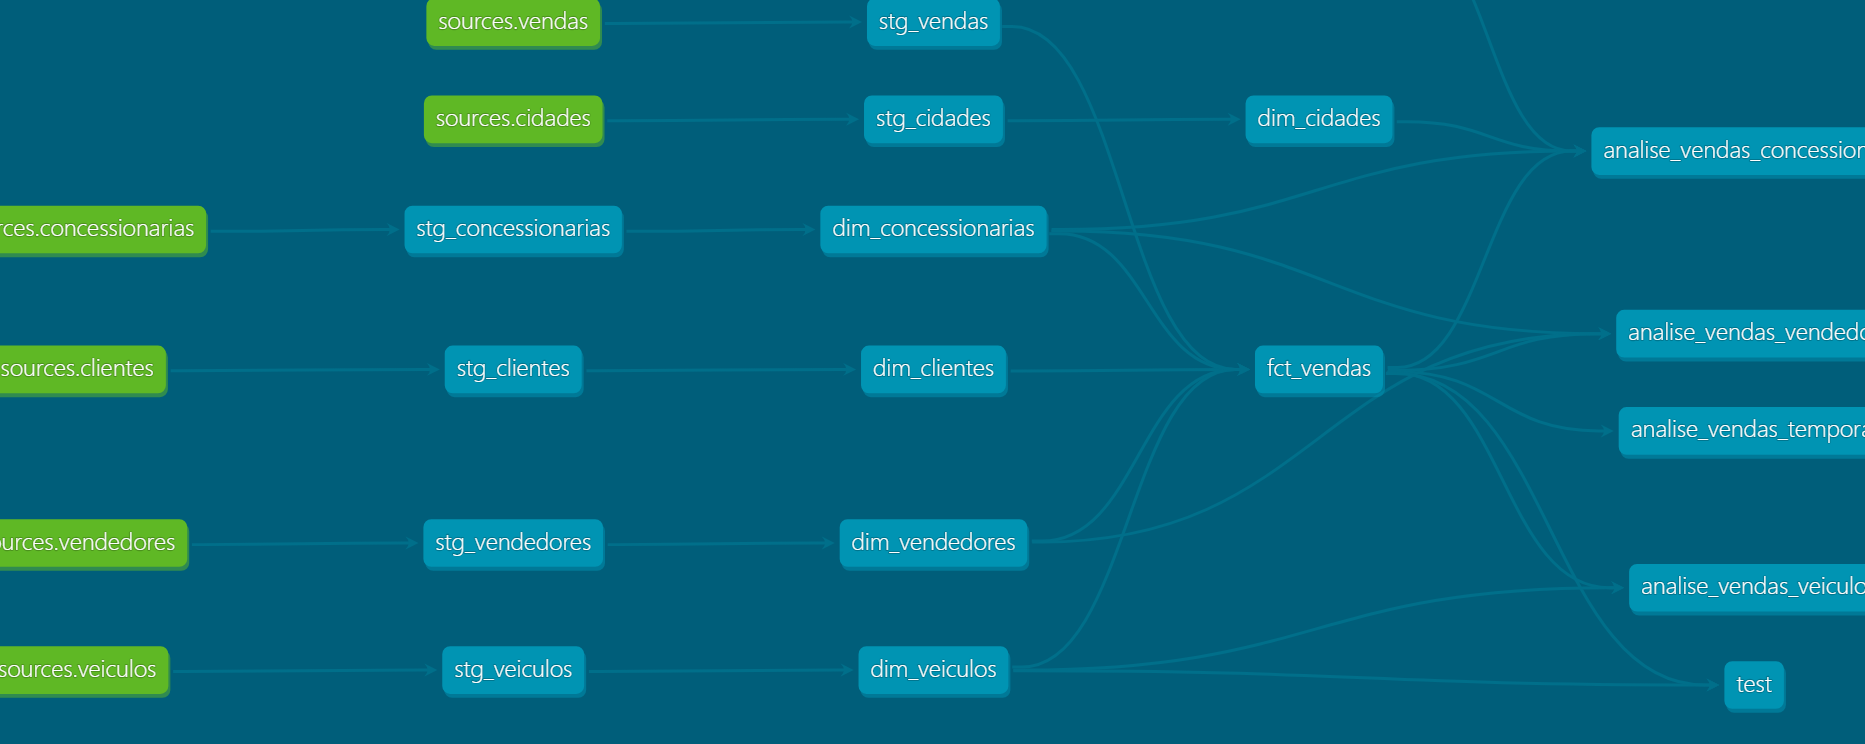 sources.vendas
stg_vendas
sources.cidades
stg_cidades
dim_cidades
analise_vendas_concession
rces.concessionarias
stg_concessionarias
dim_concessionarias
analise_vendas_vendedo
sources.clientes
stg_clientes
dim_clientes
fct_vendas
analise_vendas_tempora
urces.vendedores
stg_vendedores
dim_vendedores
analise_vendas_veiculo
sources.veiculos
stg_veiculos
dim_veiculos
test